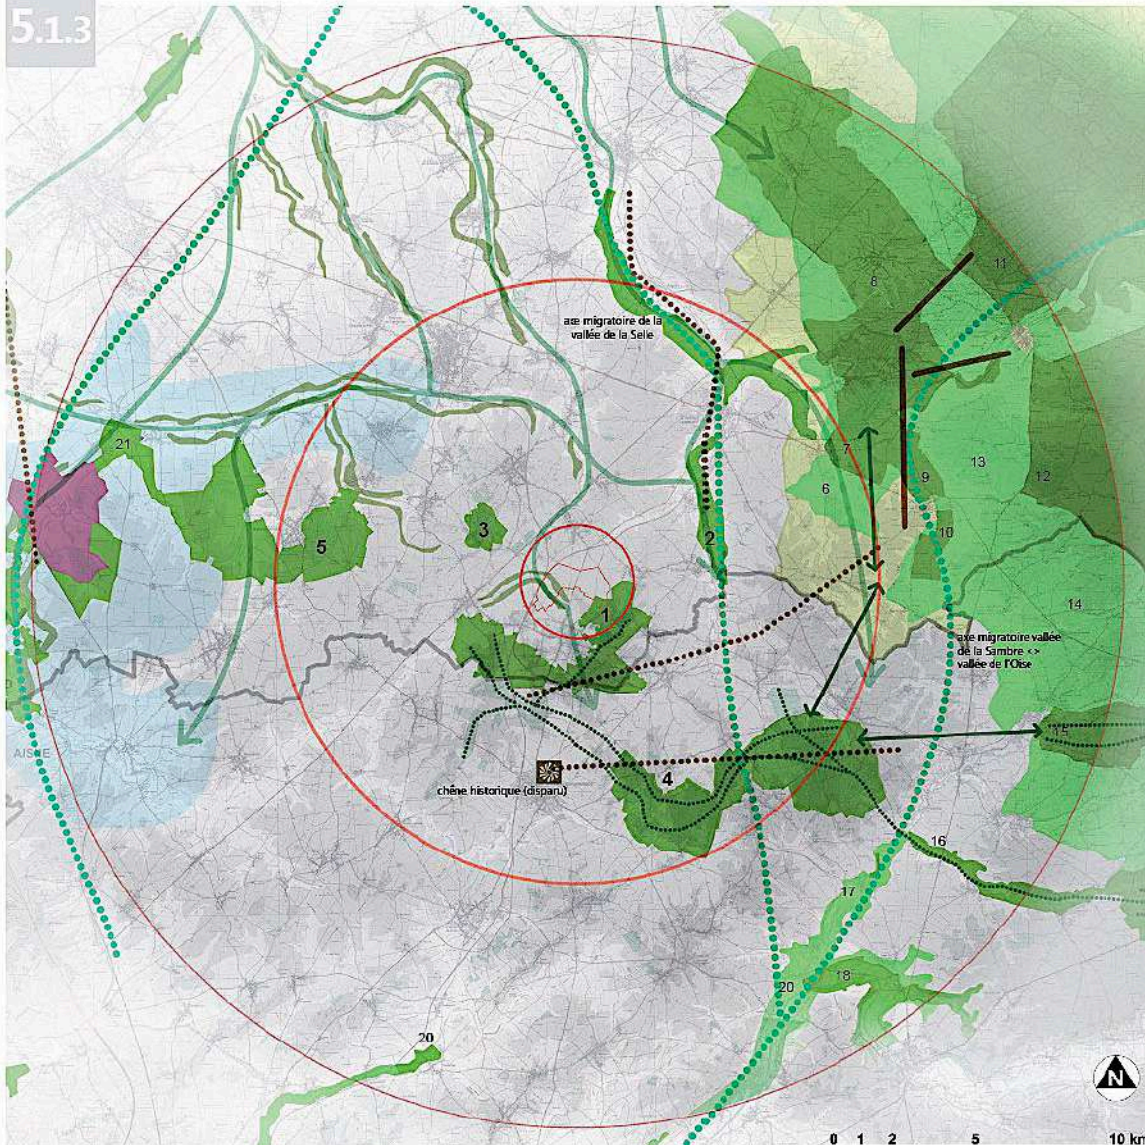 5.1.3
axe migratoire de la
vallée de la Selle
8
11
21
7
6
9
13
12
3
5
2
10
1
14
axe migratoire vallée
de la Sambre <>
vallée de l'Oise
15
AISNE
4
chêne historique (disparu)
16
17
18
20
20
N
0 1 2 5 10 km